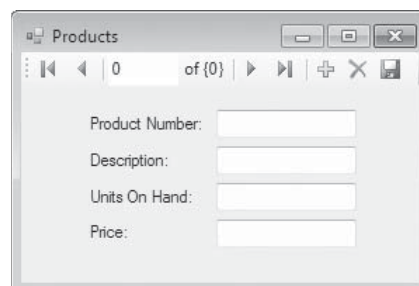 Products
0 of {0}
Product Number:
Description:
Units On Hand:
Price: